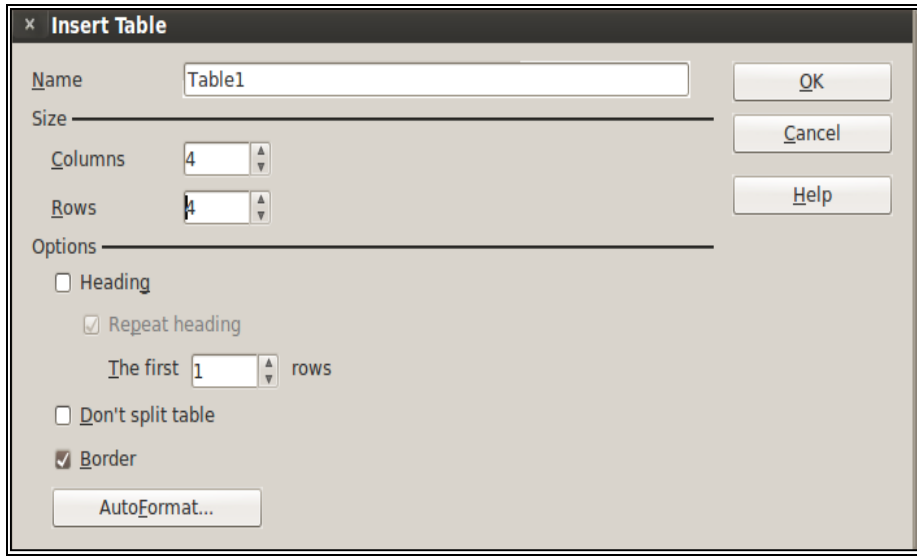 × Insert Table
Name Table1 OK
Size
Cancel
Columns 4
Rows 4 Help
Options
Heading
Repeat heading
The first 1 rows
Don't split table
Border
AutoFormat...